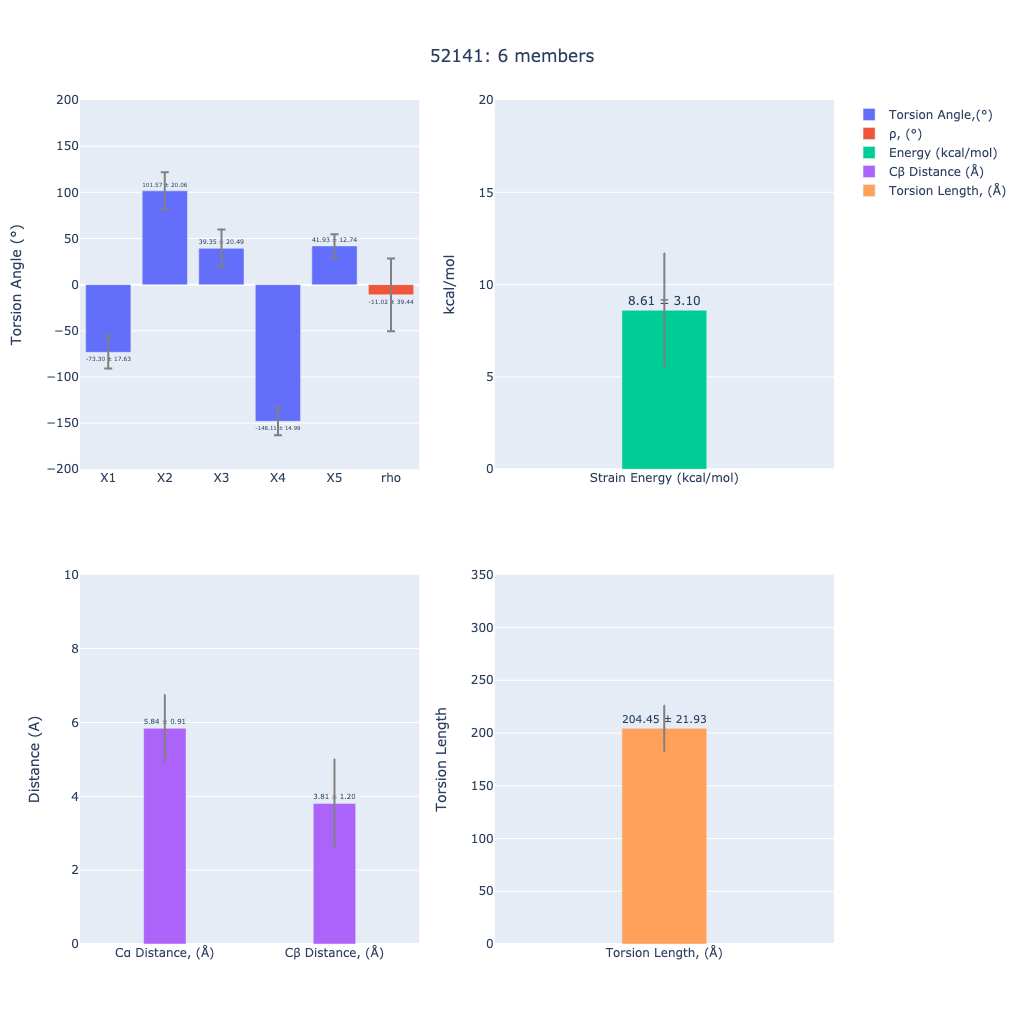 52141: 6 members
Torsion Angle (°)
200
150
100
50
0
−50
−100
−150
−200
-73.30 ± 17.63
101.57 ± 20.06
39.35 ± 20.49
-148.11 ± 14.99
41.93 ± 12.74
-11.02 ± 39.44
X1 X2 X3 X4 X5 rho
kcal/mol
20
15
10
5
0
8.61 ± 3.10
Strain Energy (kcal/mol)
Torsion Angle,(°)
ρ, (°)
Energy (kcal/mol)
Cβ Distance (Å)
Torsion Length, (Å)
Distance (A)
10
8
6
4
2
0
5.84 ± 0.91
3.81 ± 1.20
Cα Distance, (Å) Cβ Distance, (Å)
Torsion Length
350
300
250
200
150
100
50
0
204.45 ± 21.93
Torsion Length, (Å)